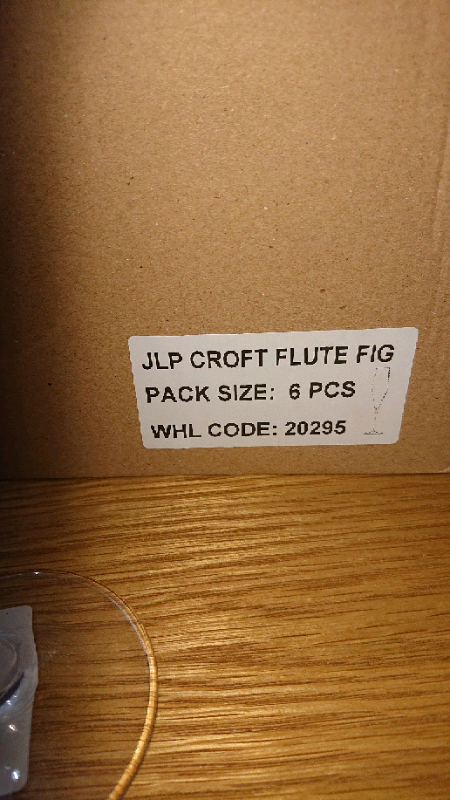 JLP CROFT FLUTE FIG
PACK SIZE: 6 PCS
WHL CODE: 20295